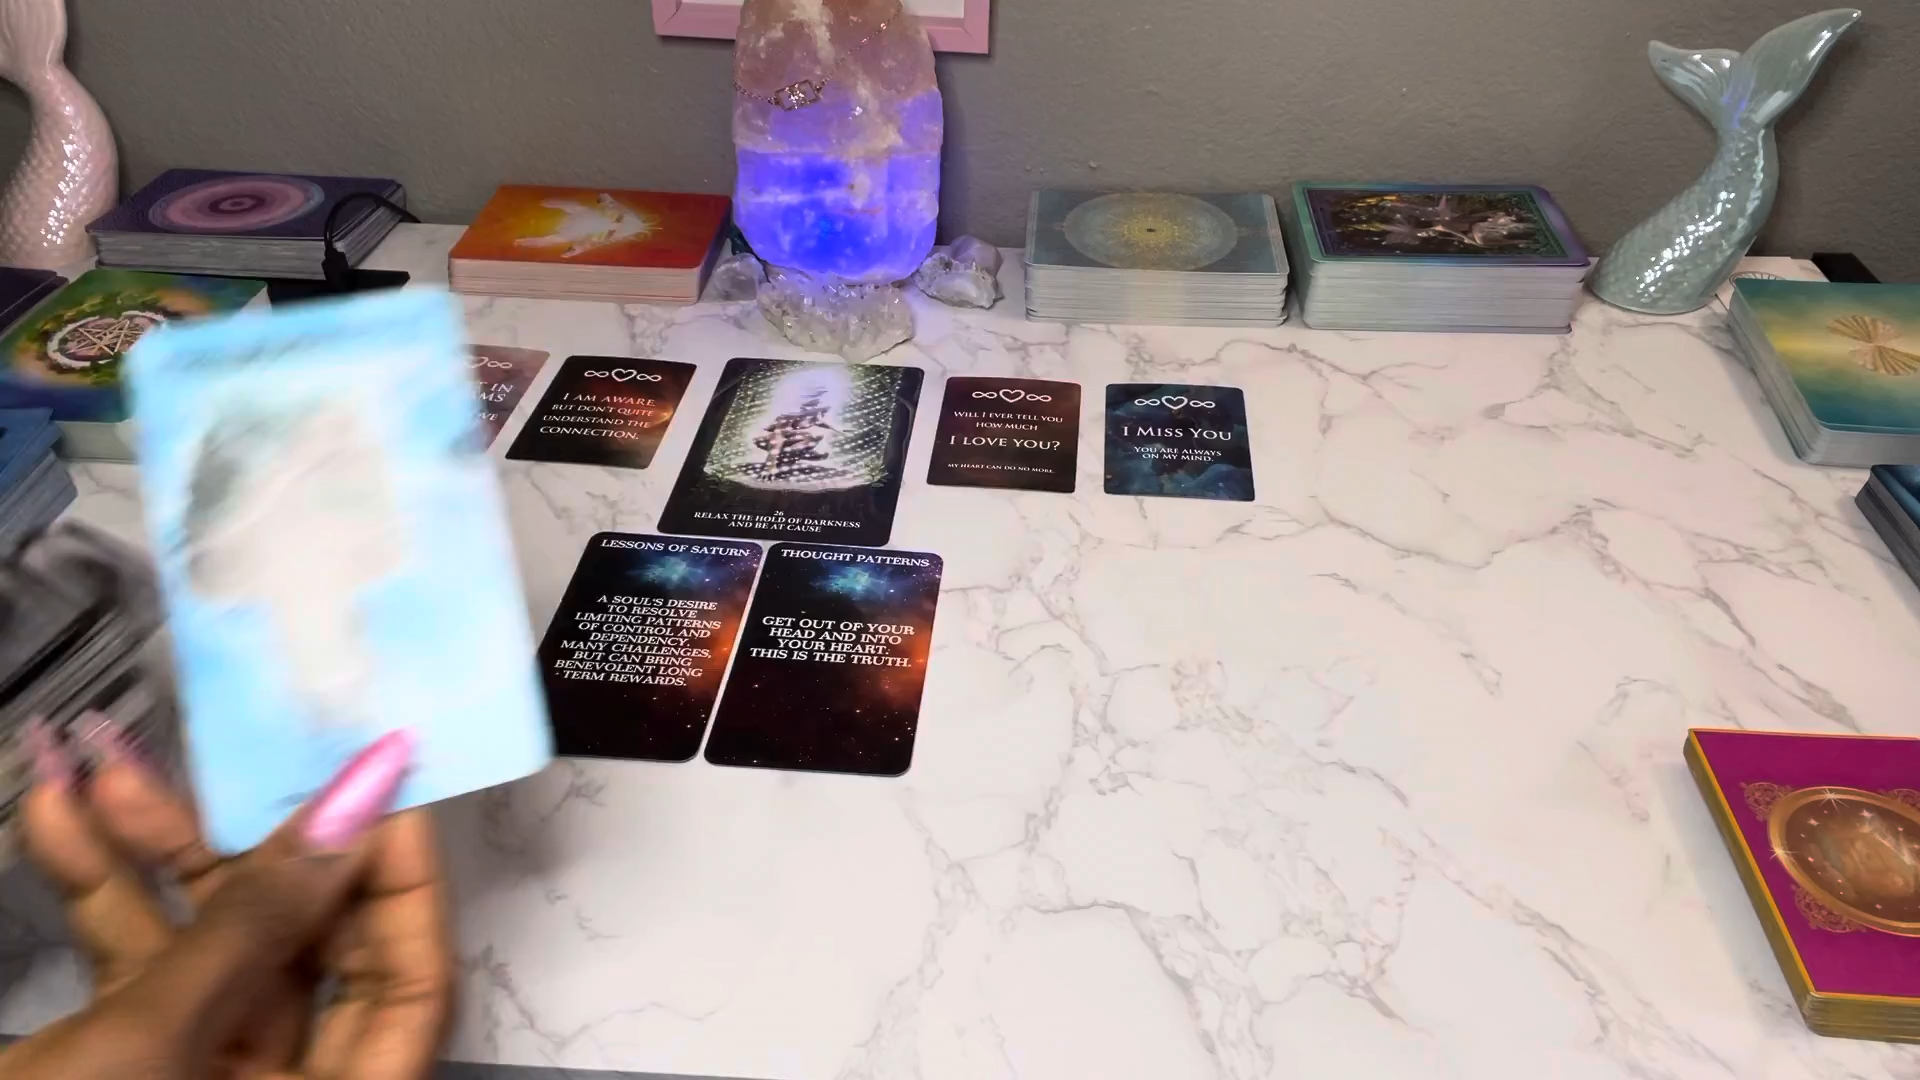 I AM AWARE,
BUT DON'T QUITE
UNDERSTAND THE
CONNECTION.
26
RELAX THE HOLD OF DARKNESS
AND BE AT CAUSE
WILL I EVER TELL YOU
HOW MUCH
I LOVE YOU?
MY HEART CAN DO NO MORE.
I MISS YOU
YOU ARE ALWAYS
ON MY MIND.
LESSONS OF SATURN
A SOUL'S DESIRE
TO RESOLVE
LIMITING PATTERNS
OF CONTROL AND
DEPENDENCY.
MANY CHALLENGES,
BUT CAN BRING
BENEVOLENT LONG
-TERM REWARDS.
THOUGHT PATTERNS
GET OUT OF YOUR
HEAD AND INTO
YOUR HEART.
THIS IS THE TRUTH.